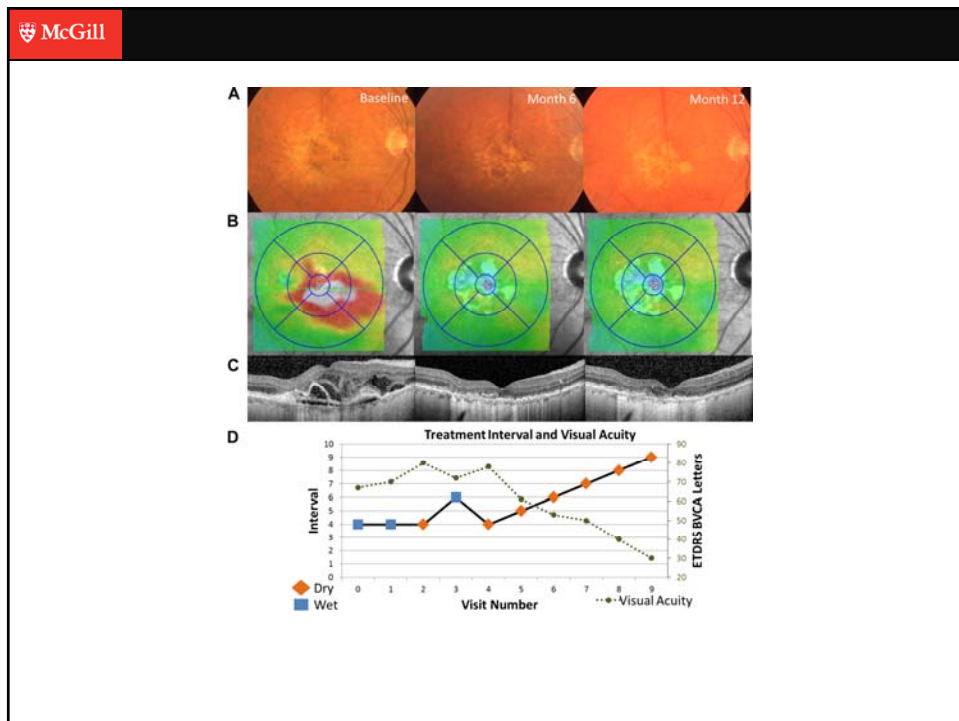 McGill
A
Baseline
Month 6
Month 12
B
C
D
Treatment Interval and Visual Acuity
10
9
8
7
6
5
4
3
2
1
0
Interval
90
80
70
60
50
40
30
20
ETDRS BVCA Letters
0 1 2 3 4 5 6 7 8 9
Visit Number
Dry
Wet
Visual Acuity